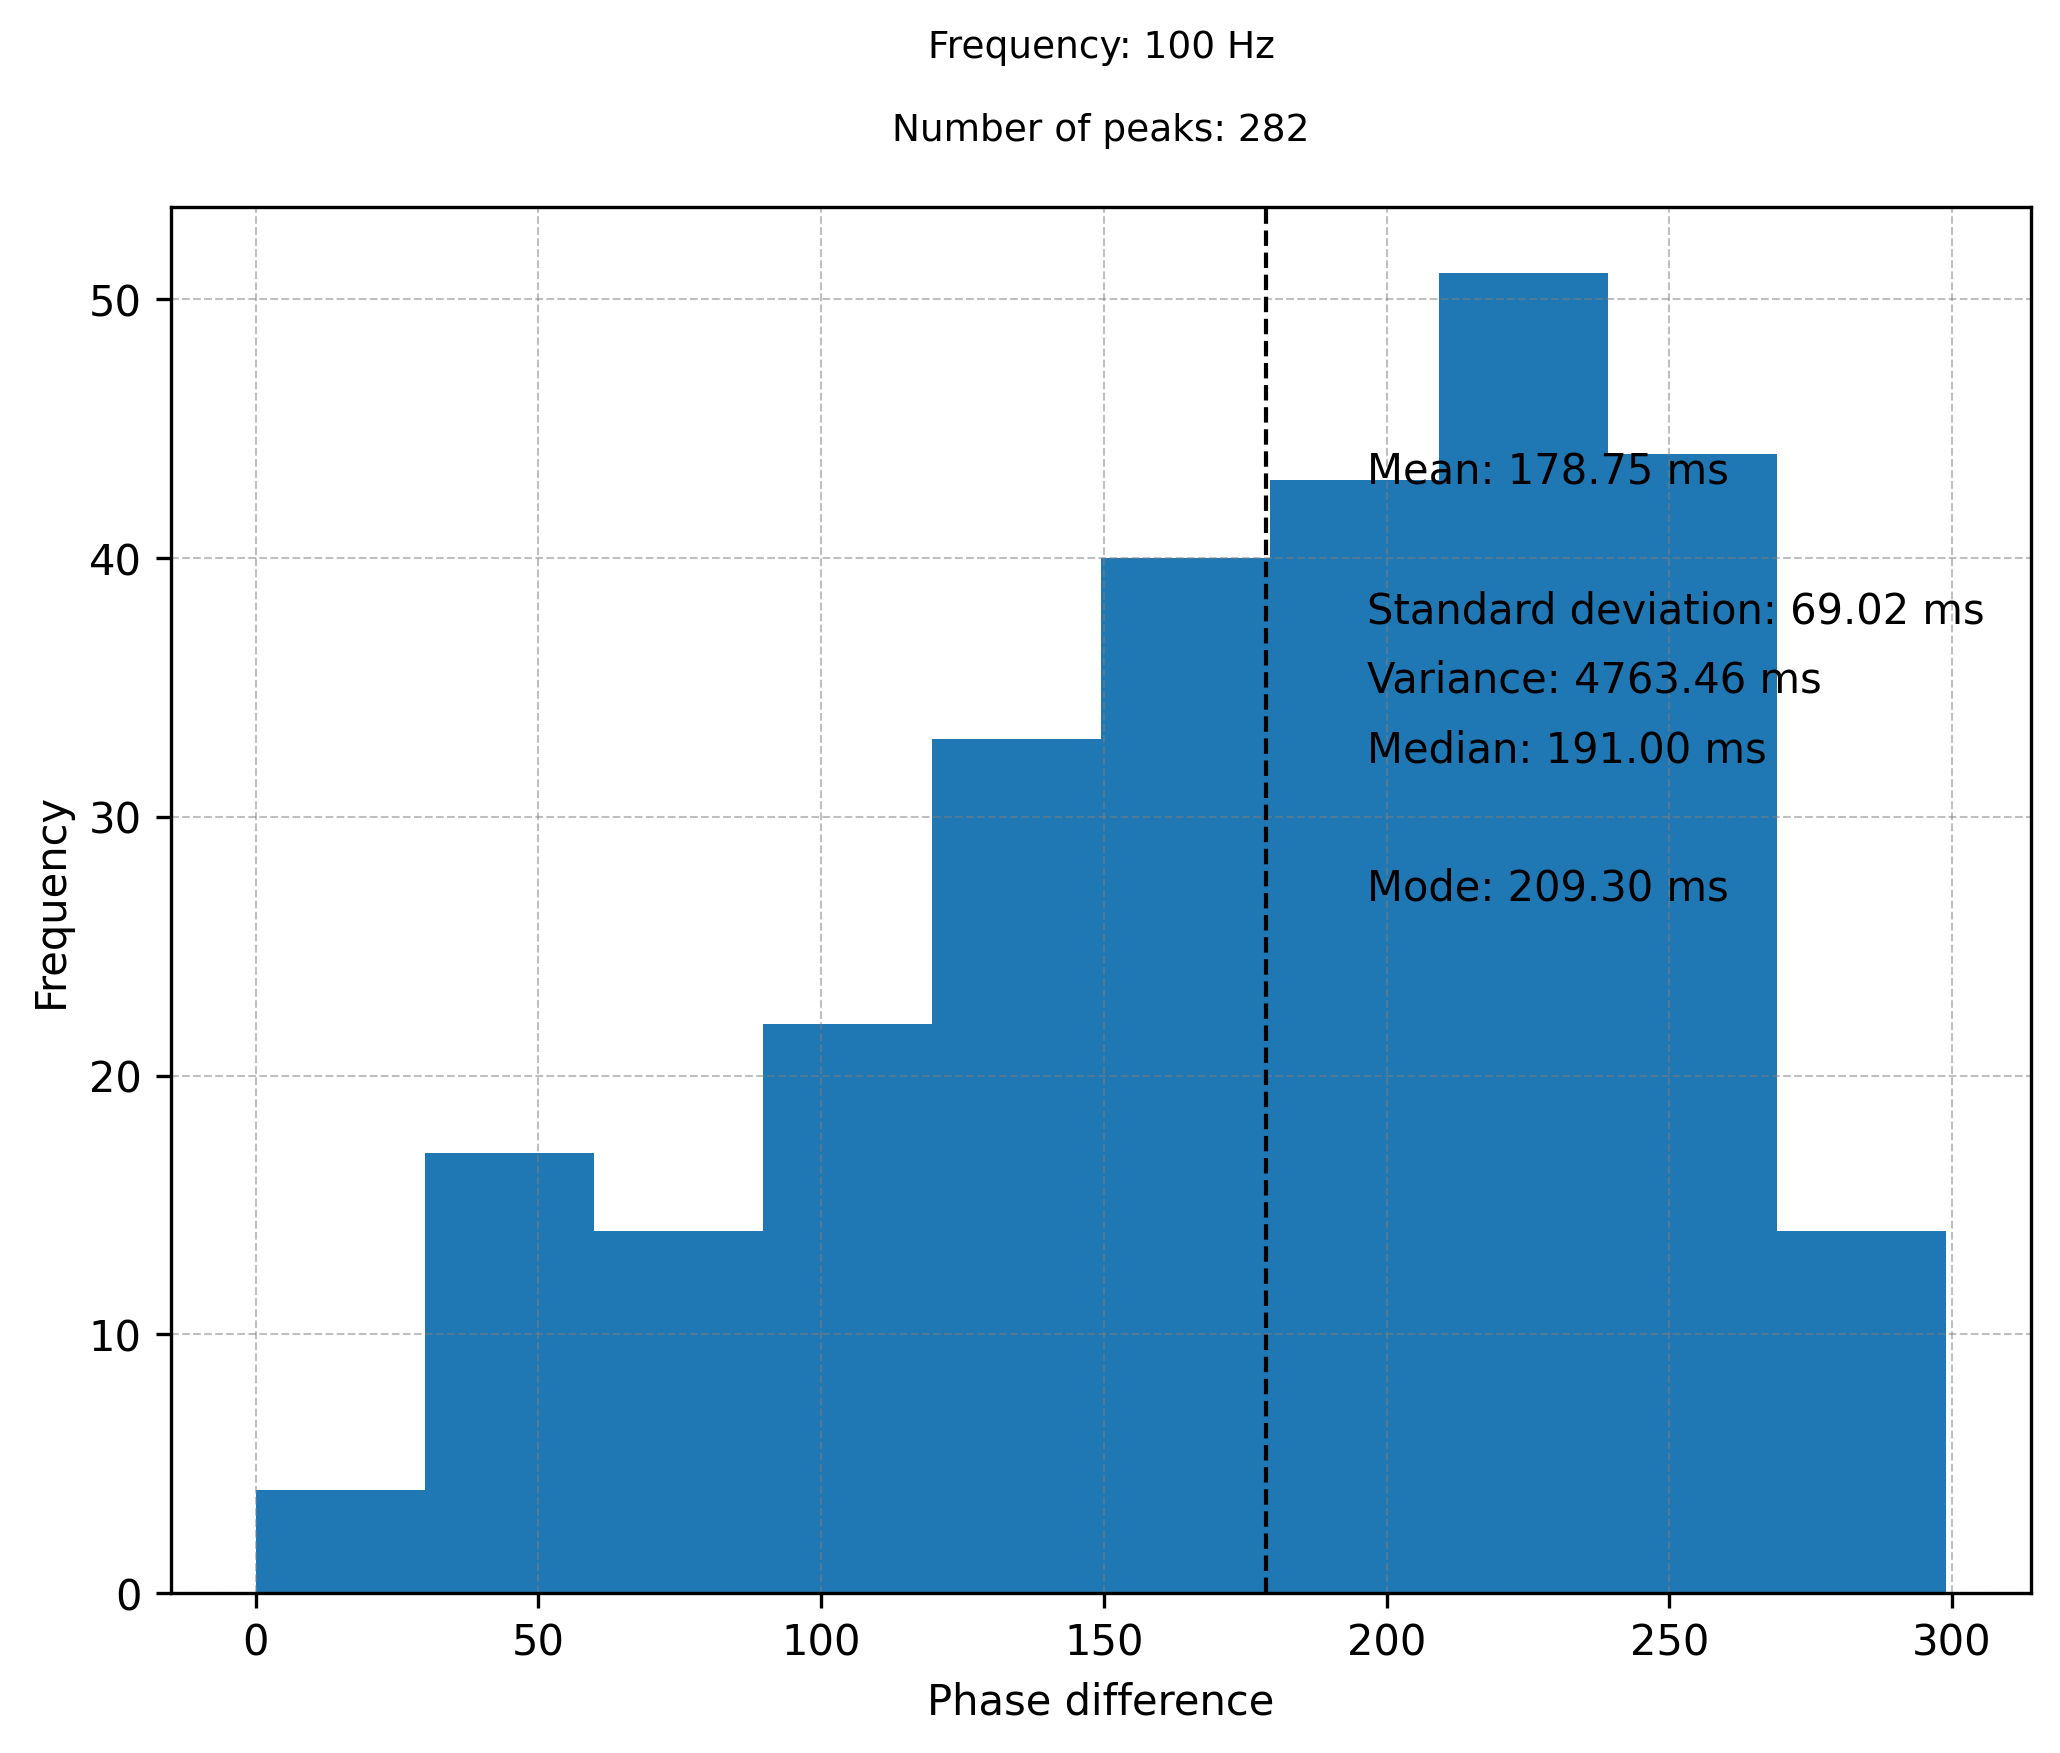 Frequency: 100 Hz
Number of peaks: 282
50
40
30
20
10
0
Frequency
Mean: 178.75 ms
Standard deviation: 69.02 ms
Variance: 4763.46 ms
Median: 191.00 ms
Mode: 209.30 ms
0 50 100 150 200 250 300
Phase difference